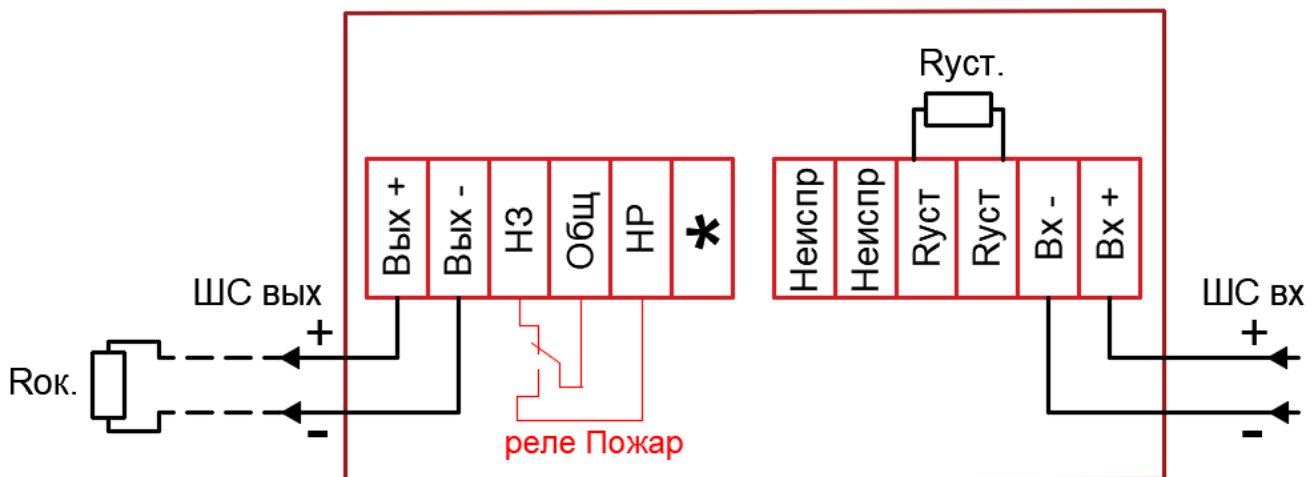 Rуст.
Вых +
Вых -
НЗ
Общ
НР
*
Неиспр
Неиспр
Rуст
Rуст
Вх -
Вх +
ШС вых
+
-
Rок.
реле Пожар
ШС вх
+
-